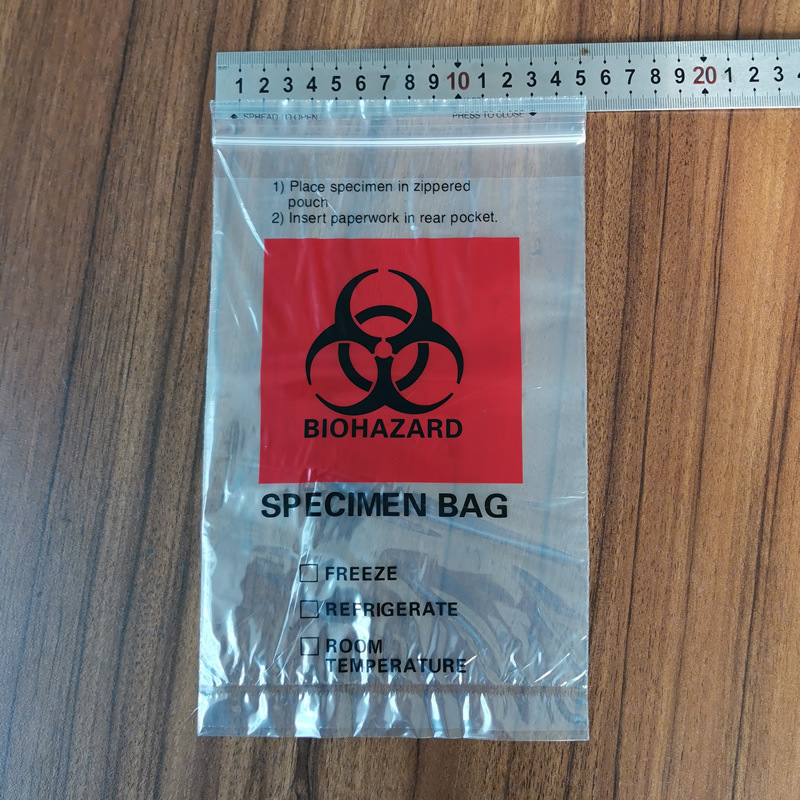 1 2 3 4 5 6 7 8 9 10 1 2 3 4 5 6 7 8 9 20 1 2 3
SPREAD TO OPEN PRESS TO CLOSE
1) Place specimen in zippered
pouch
2) Insert paperwork in rear pocket.
BIOHAZARD
SPECIMEN BAG
FREEZE
REFRIGERATE
ROOM
TEMPERATURE